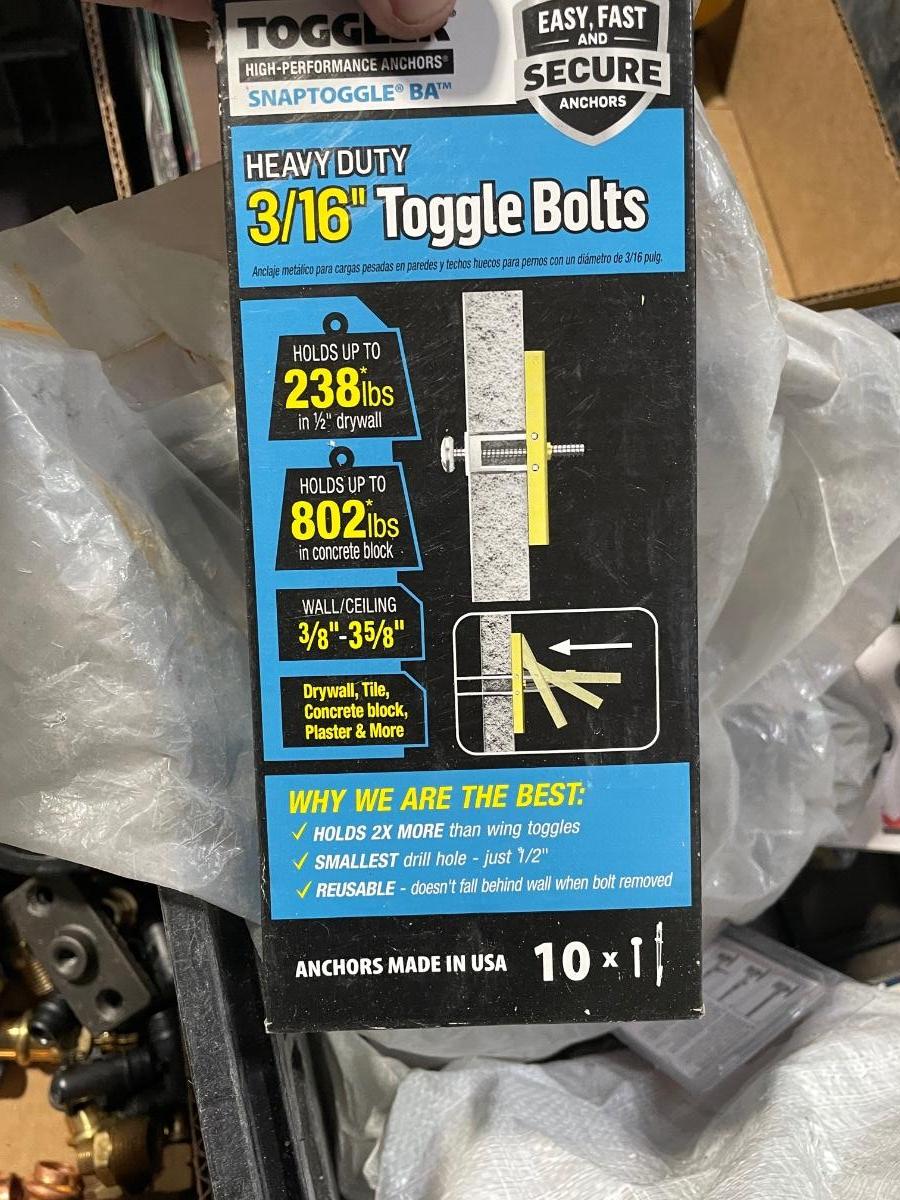 TOGGLER
HIGH-PERFORMANCE ANCHORS®
SNAPTOGGLE® BA™
EASY, FAST
AND
SECURE
ANCHORS
HEAVY DUTY
3/16" Toggle Bolts
Anclaje metálico para cargas pesadas en paredes y techos huecos para pernos con un diámetro de 3/16 pulg.
HOLDS UP TO
238*lbs
in ½" drywall
HOLDS UP TO
802*lbs
in concrete block
WALL/CEILING
3/8"-35/8"
Drywall, Tile,
Concrete block,
Plaster & More
WHY WE ARE THE BEST:
✓ HOLDS 2X MORE than wing toggles
✓ SMALLEST drill hole - just 1/2"
✓ REUSABLE - doesn't fall behind wall when bolt removed
ANCHORS MADE IN USA 10 x